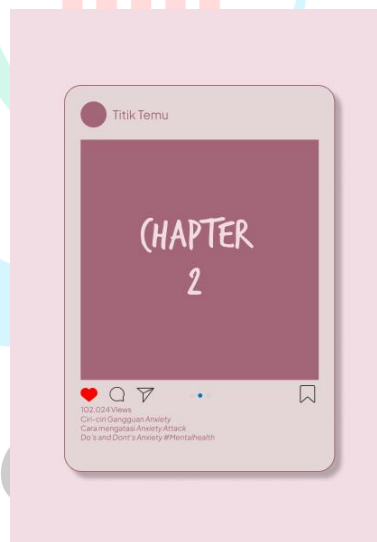 Titik Temu
CHAPTER
2
102.024 Views
Ciri-ciri Gangguan Anxiety
Cara mengatasi Anxiety Attack
Do's and Dont's Anxiety #Mentalhealth